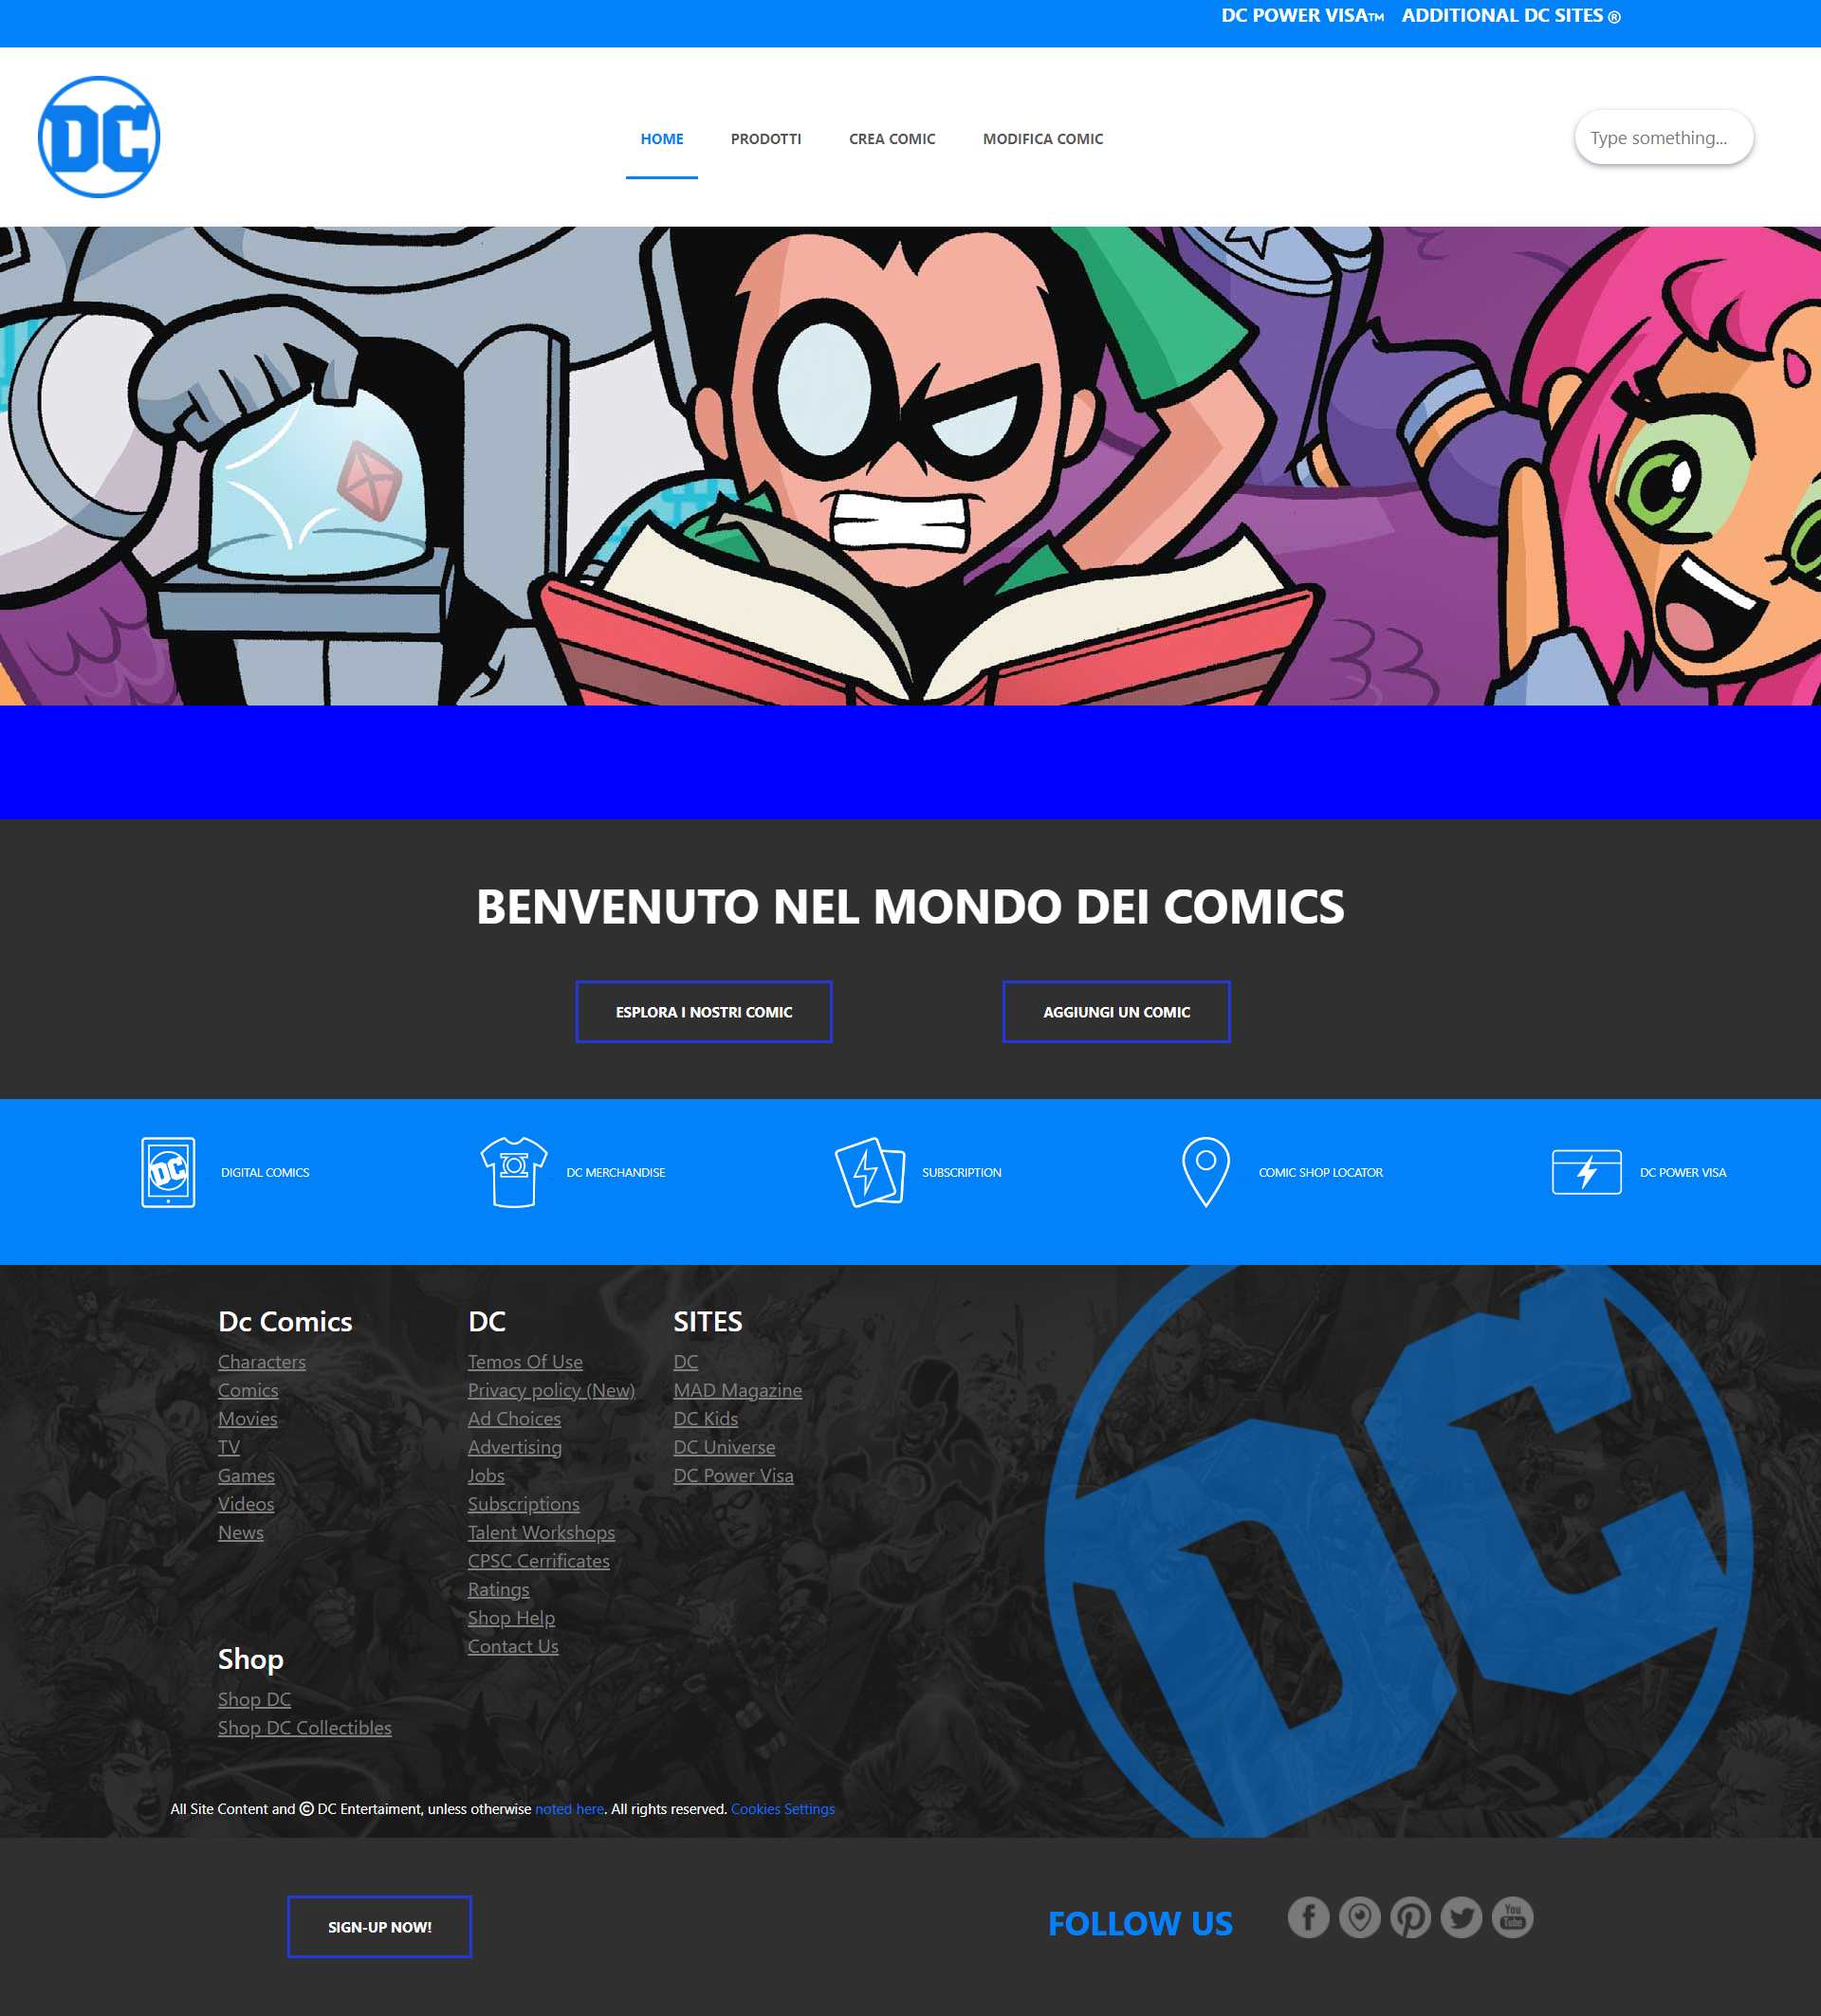 DC POWER VISA™ ADDITIONAL DC SITES ®
DC
HOME PRODOTTI CREA COMIC MODIFICA COMIC
Type something...
BENVENUTO NEL MONDO DEI COMICS
ESPLORA I NOSTRI COMIC AGGIUNGI UN COMIC
DC DIGITAL COMICS DC MERCHANDISE SUBSCRIPTION COMIC SHOP LOCATOR DC POWER VISA
Dc Comics
Characters
Comics
Movies
TV
Games
Videos
News
Shop
Shop DC
Shop DC Collectibles
DC
Temos Of Use
Privacy policy (New)
Ad Choices
Advertising
Jobs
Subscriptions
Talent Workshops
CPSC Cerrificates
Ratings
Shop Help
Contact Us
SITES
DC
MAD Magazine
DC Kids
DC Universe
DC Power Visa
DC
All Site Content and © DC Entertaiment, unless otherwise noted here. All rights reserved. Cookies Settings
SIGN-UP NOW!
FOLLOW US
You
Tube